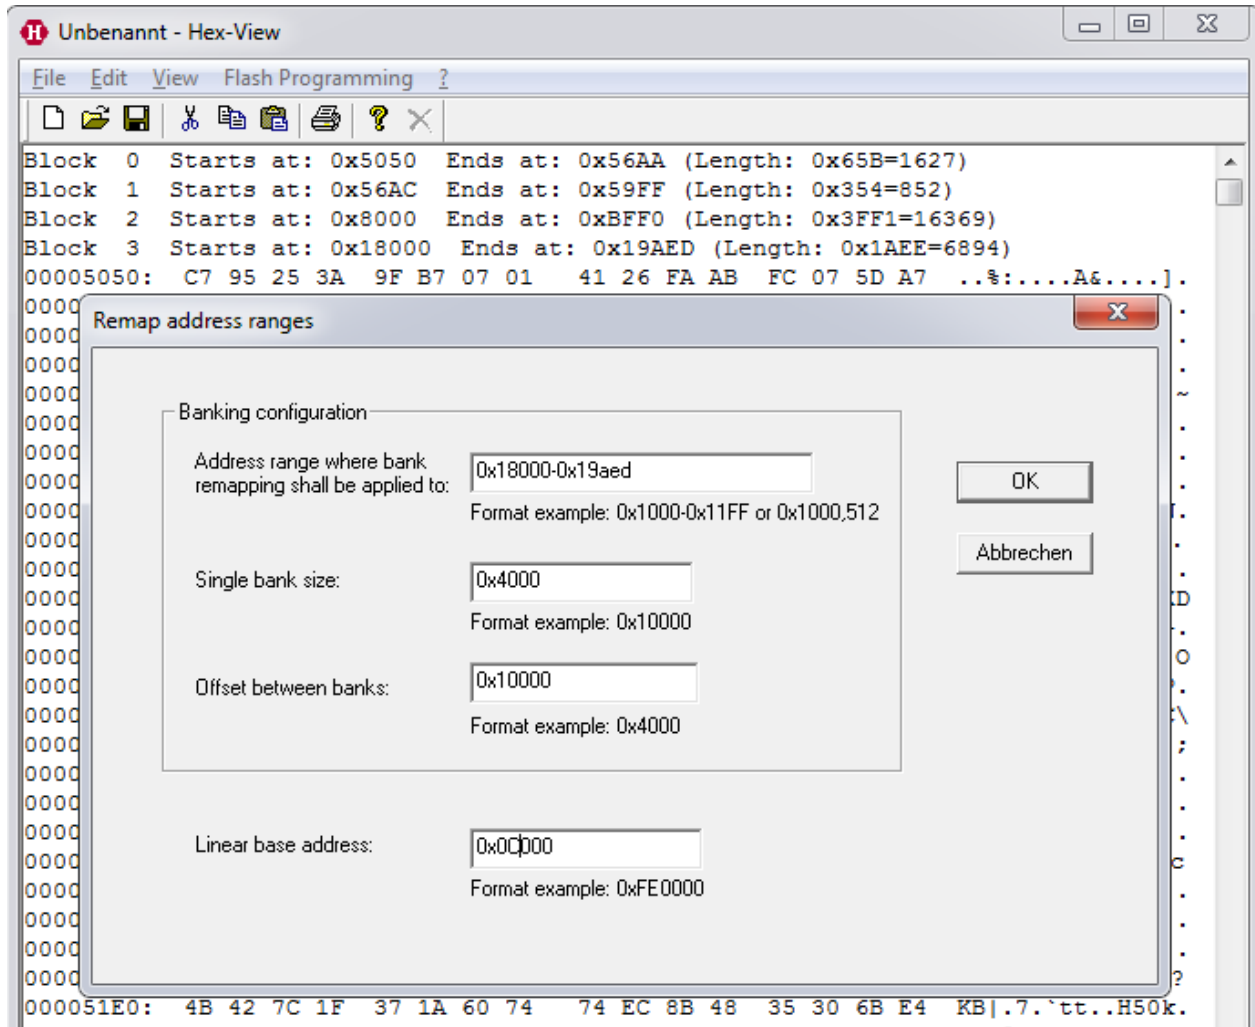 Unbenannt - Hex-View
File Edit View Flash Programming ?
Block 0 Starts at: 0x5050 Ends at: 0x56AA (Length: 0x65B=1627)
Block 1 Starts at: 0x56AC Ends at: 0x59FF (Length: 0x354=852)
Block 2 Starts at: 0x8000 Ends at: 0xBFF0 (Length: 0x3FF1=16369)
Block 3 Starts at: 0x18000 Ends at: 0x19AED (Length: 0x1AEE=6894)
00005050: C7 95 25 3A 9F B7 07 01 41 26 FA AB FC 07 5D A7 ..%:....A&....].
Remap address ranges
Banking configuration
Address range where bank
remapping shall be applied to:
0x18000-0x19aed
Format example: 0x1000-0x11FF or 0x1000,512
OK
Abbrechen
Single bank size:
0x4000
Format example: 0x10000
Offset between banks:
0x10000
Format example: 0x4000
Linear base address:
0x0C000
Format example: 0xFE0000
000051E0: 4B 42 7C 1F 37 1A 60 74 74 EC 8B 48 35 30 6B E4 KB|.7.`tt..H50k.